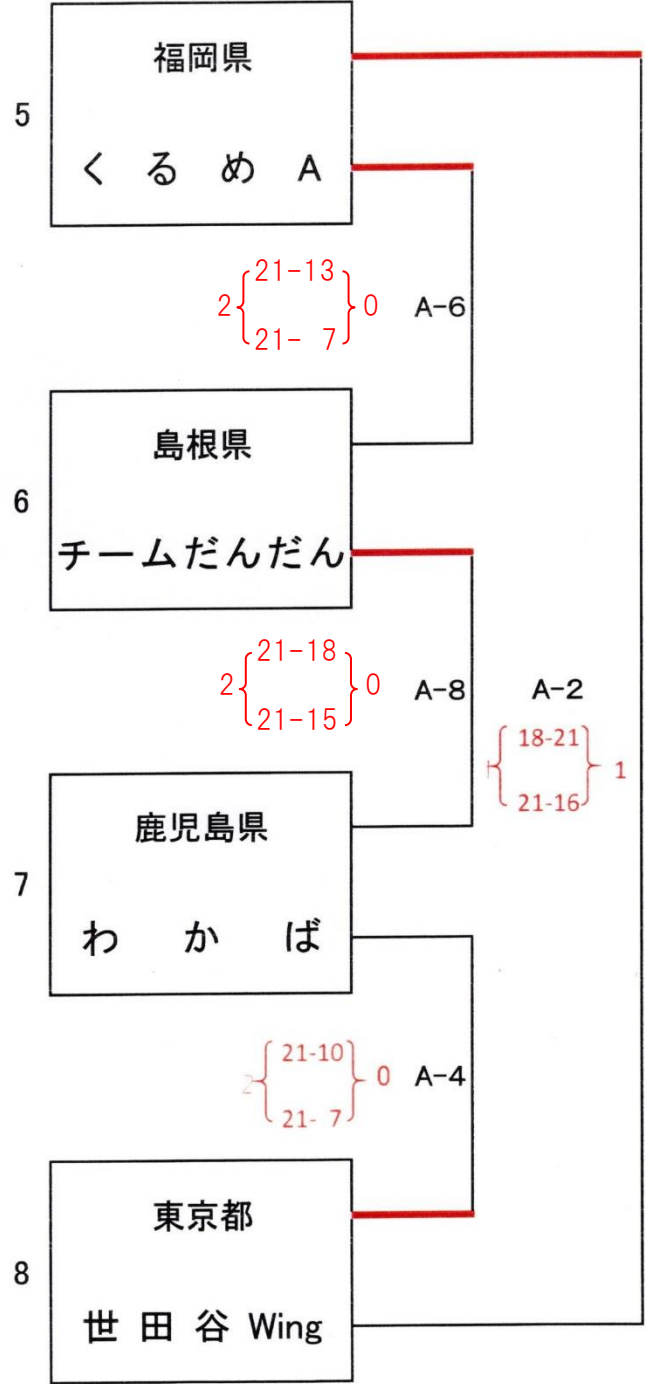 5
福岡県
くるめ A
2 21-13 0 A-6
21- 7
6
島根県
チームだんだん
2 21-18 0 A-8
21-15
A-2
18-21 1
21-16
7
鹿児島県
わかば
2 21-10 0 A-4
21- 7
8
東京都
世田谷 Wing